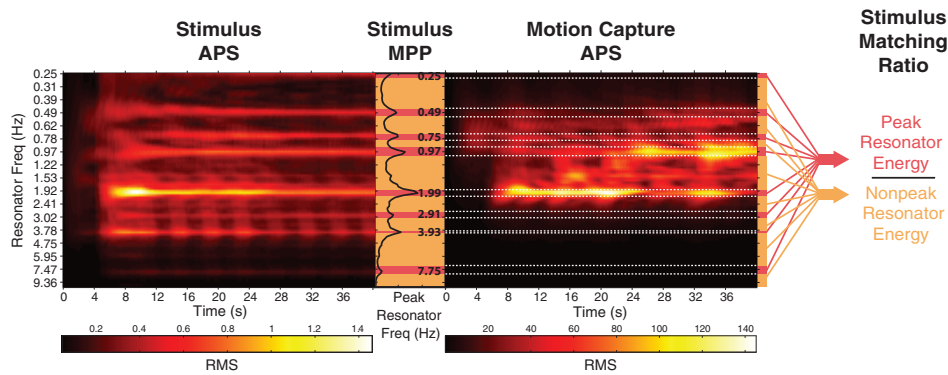 Stimulus
APS
Stimulus
MPP
Motion Capture
APS
Stimulus
Matching
Ratio
Resonator Freq (Hz)
0.25
0.31
0.39
0.49
0.62
0.78
0.97
1.22
1.53
1.92
2.41
3.02
3.78
4.75
5.95
7.47
9.36
0.25
0.49
0.75
0.97
1.99
2.91
3.93
7.75
Peak
Resonator
Energy
Nonpeak
Resonator
Energy
0 4 8 12 16 20 24 28 32 36
Time (s)
Peak
Resonator
Freq (Hz)
0 4 8 12 16 20 24 28 32 36
Time (s)
0.2 0.4 0.6 0.8 1 1.2 1.4
RMS
20 40 60 80 100 120 140
RMS